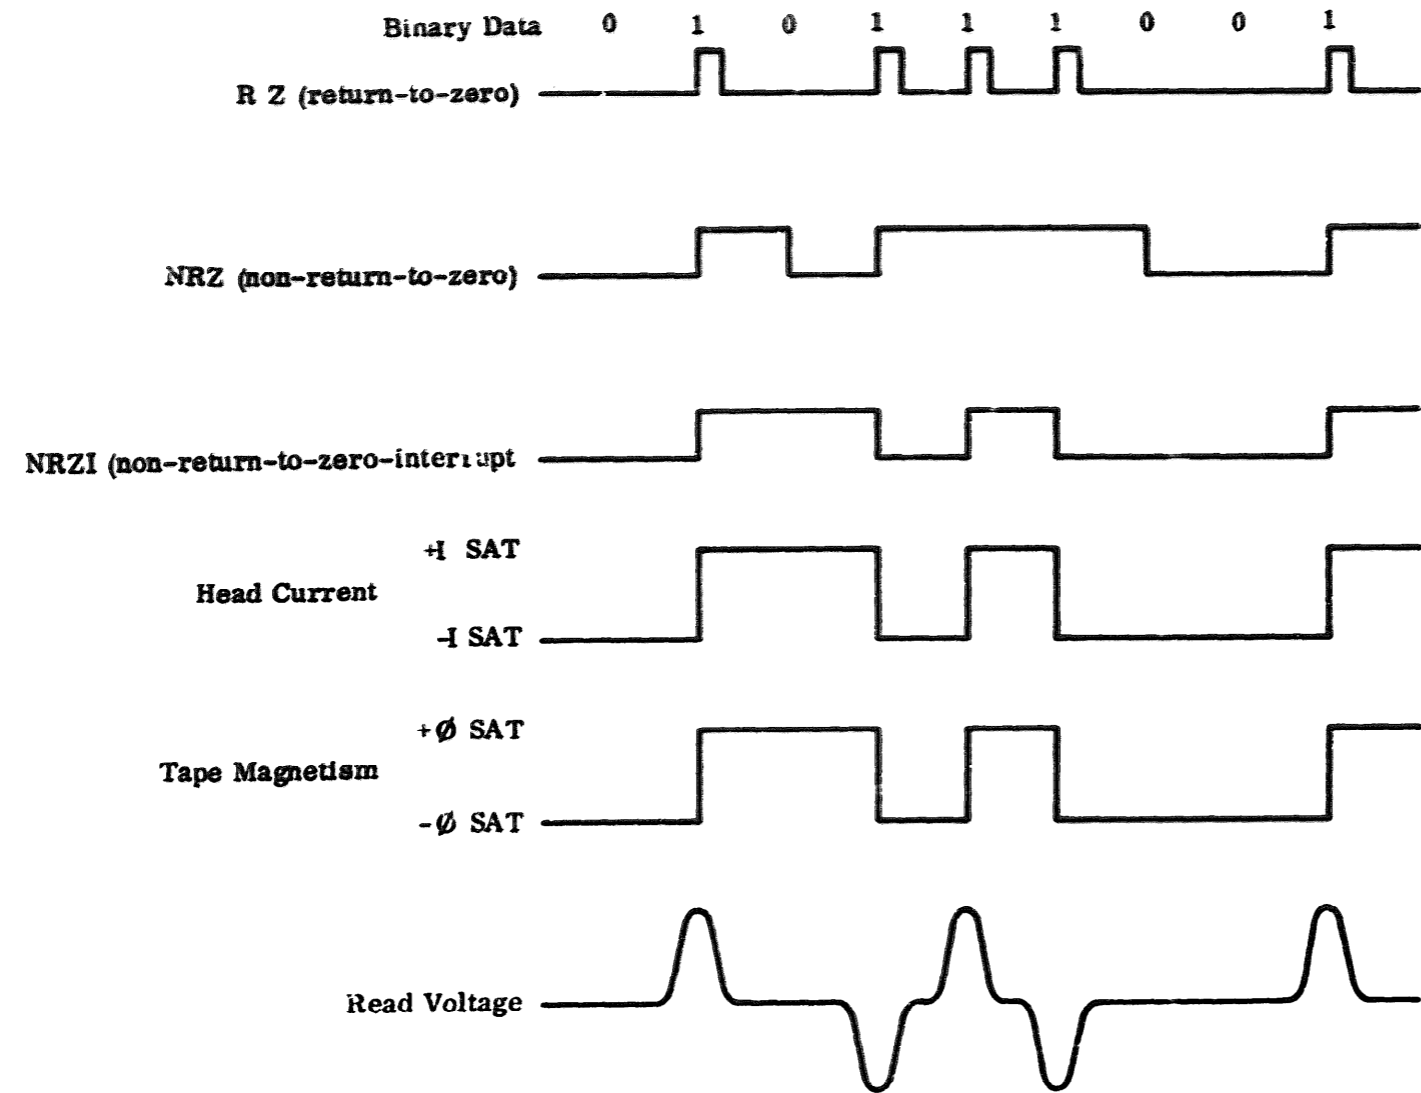 Binary Data 0 1 0 1 1 1 0 0 1
R Z (return-to-zero)
NRZ (non-return-to-zero)
NRZI (non-return-to-zero-interrupt
+I SAT
Head Current
-I SAT
+Ø SAT
Tape Magnetism
-Ø SAT
Read Voltage